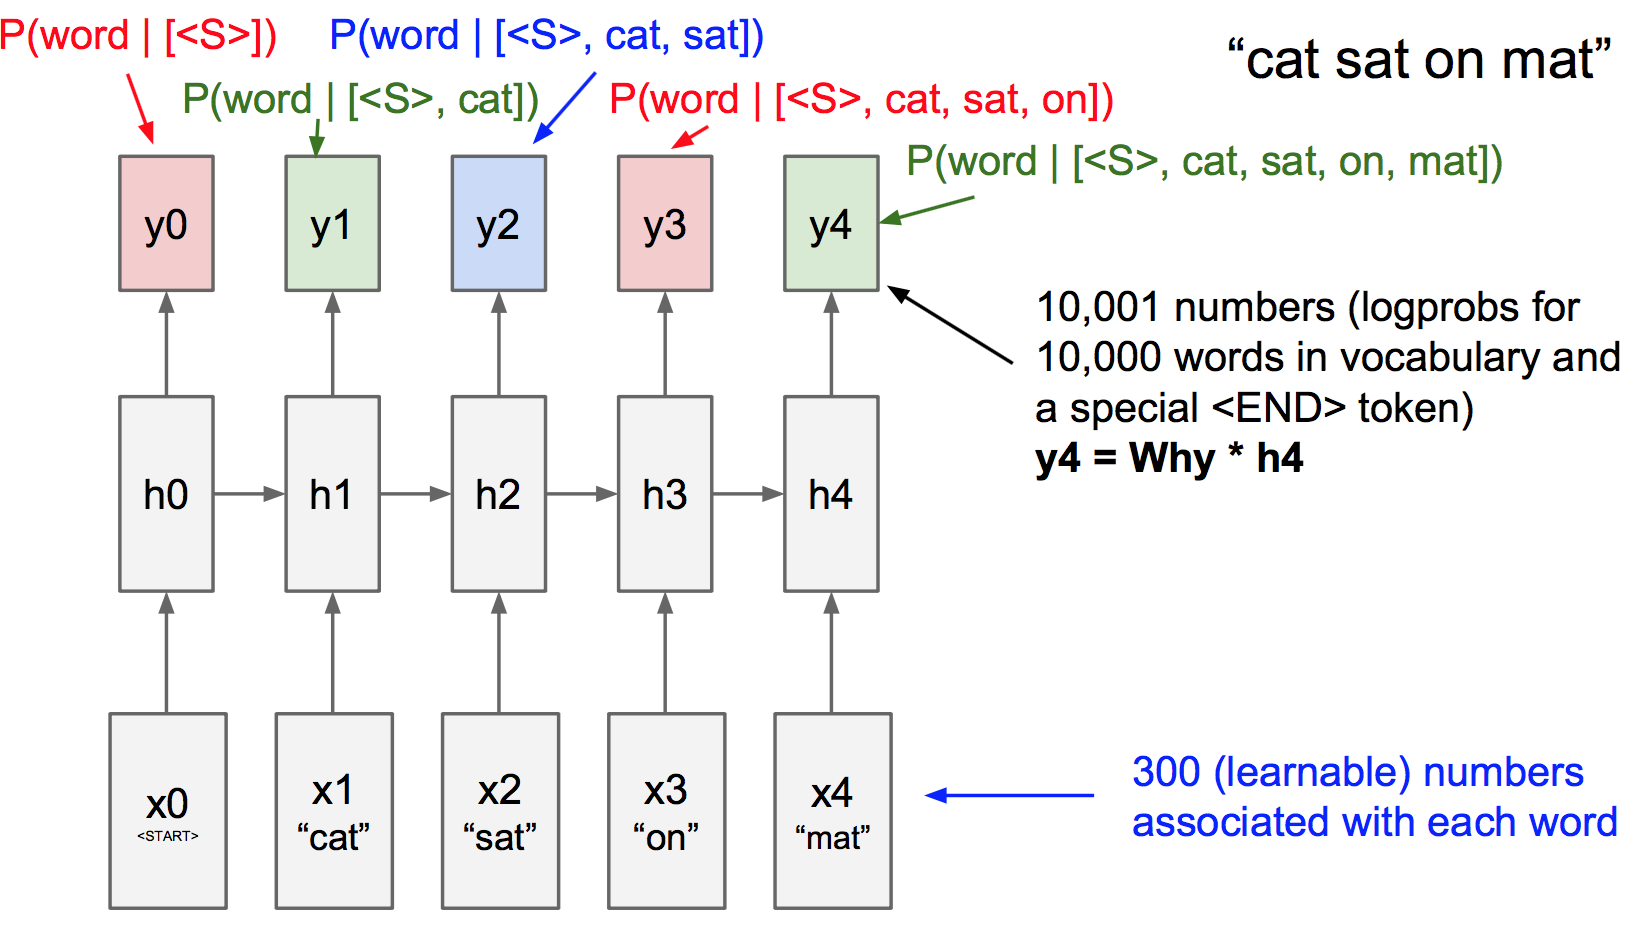 P(word | [<S>])
P(word | [<S>, cat, sat])
“cat sat on mat”
P(word | [<S>, cat])
P(word | [<S>, cat, sat, on])
P(word | [<S>, cat, sat, on, mat])
y0
y1
y2
y3
y4
10,001 numbers (logprobs for
10,000 words in vocabulary and
a special <END> token)
y4 = Why * h4
h0
h1
h2
h3
h4
x0
<START>
x1
“cat”
x2
“sat”
x3
“on”
x4
“mat”
300 (learnable) numbers
associated with each word